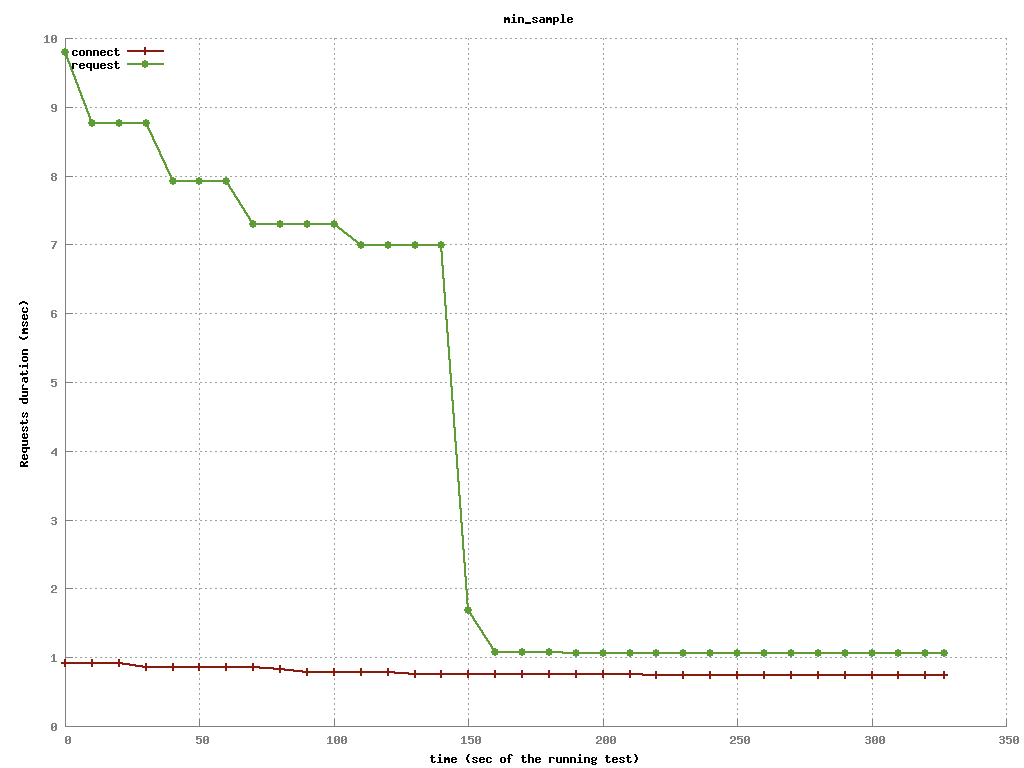 min_sample
connect
request
10
9
8
7
6
5
4
3
2
1
0
Requests duration (msec)
0 50 100 150 200 250 300 350
time (sec of the running test)